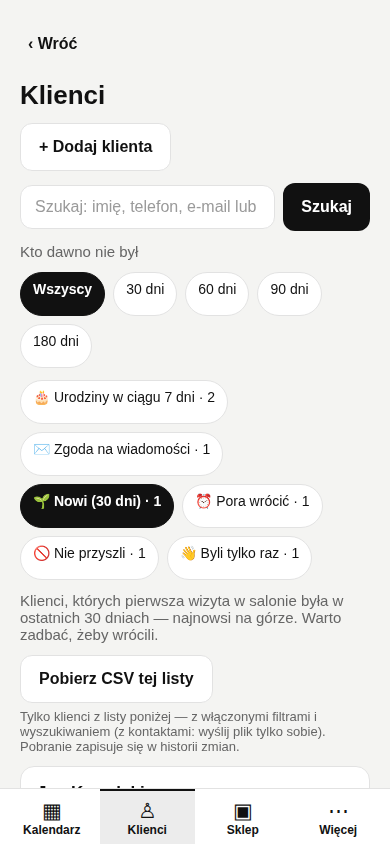 ‹ Wróć
Klienci
+ Dodaj klienta
Szukaj: imię, telefon, e-mail lub
Szukaj
Kto dawno nie był
Wszyscy
30 dni
60 dni
90 dni
180 dni
🎂 Urodziny w ciągu 7 dni · 2
✉️ Zgoda na wiadomości · 1
🌱 Nowi (30 dni) · 1
⏰ Pora wrócić · 1
🚫 Nie przyszli · 1
👋 Byli tylko raz · 1
Klienci, których pierwsza wizyta w salonie była w
ostatnich 30 dniach — najnowsi na górze. Warto
zadbać, żeby wrócili.
Pobierz CSV tej listy
Tylko klienci z listy poniżej — z włączonymi filtrami i
wyszukiwaniem (z kontaktami: wyślij plik tylko sobie).
Pobranie zapisuje się w historii zmian.
Kalendarz
Klienci
Sklep
Więcej